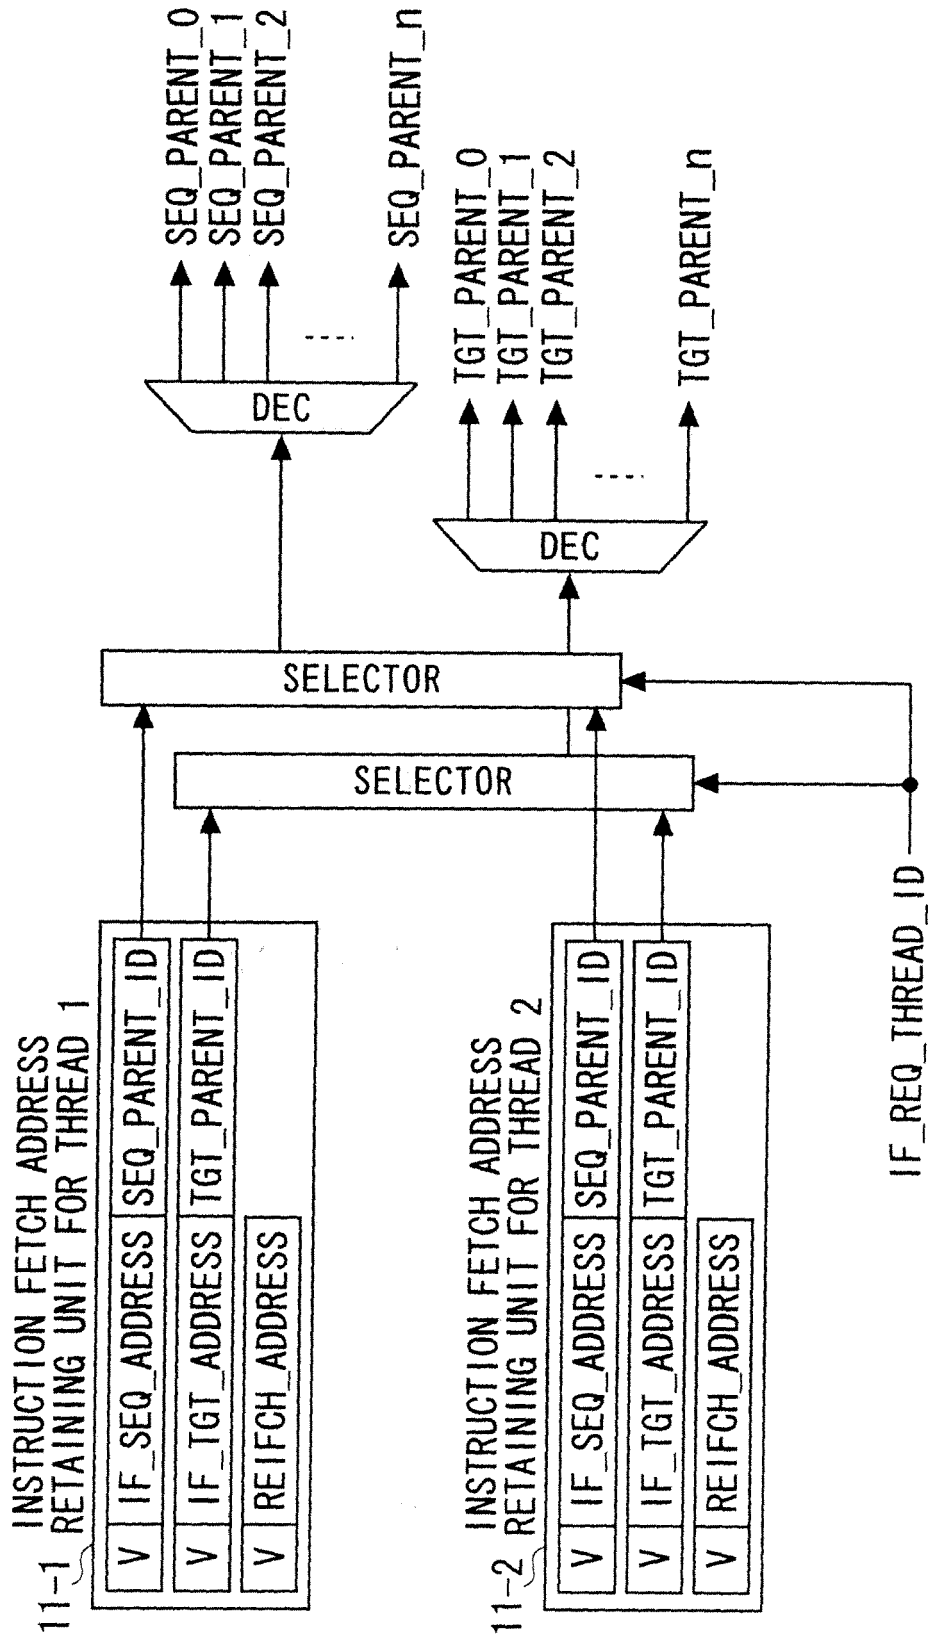 11-1
INSTRUCTION FETCH ADDRESS
RETAINING UNIT FOR THREAD 1
V IF_SEQ_ADDRESS SEQ_PARENT_ID
V IF_TGT_ADDRESS TGT_PARENT_ID
V REIFCH_ADDRESS
11-2
INSTRUCTION FETCH ADDRESS
RETAINING UNIT FOR THREAD 2
V IF_SEQ_ADDRESS SEQ_PARENT_ID
V IF_TGT_ADDRESS TGT_PARENT_ID
V REIFCH_ADDRESS
IF_REQ_THREAD_ID
SELECTOR
SELECTOR
DEC
SEQ_PARENT_0
SEQ_PARENT_1
SEQ_PARENT_2
SEQ_PARENT_n
DEC
TGT_PARENT_0
TGT_PARENT_1
TGT_PARENT_2
TGT_PARENT_n